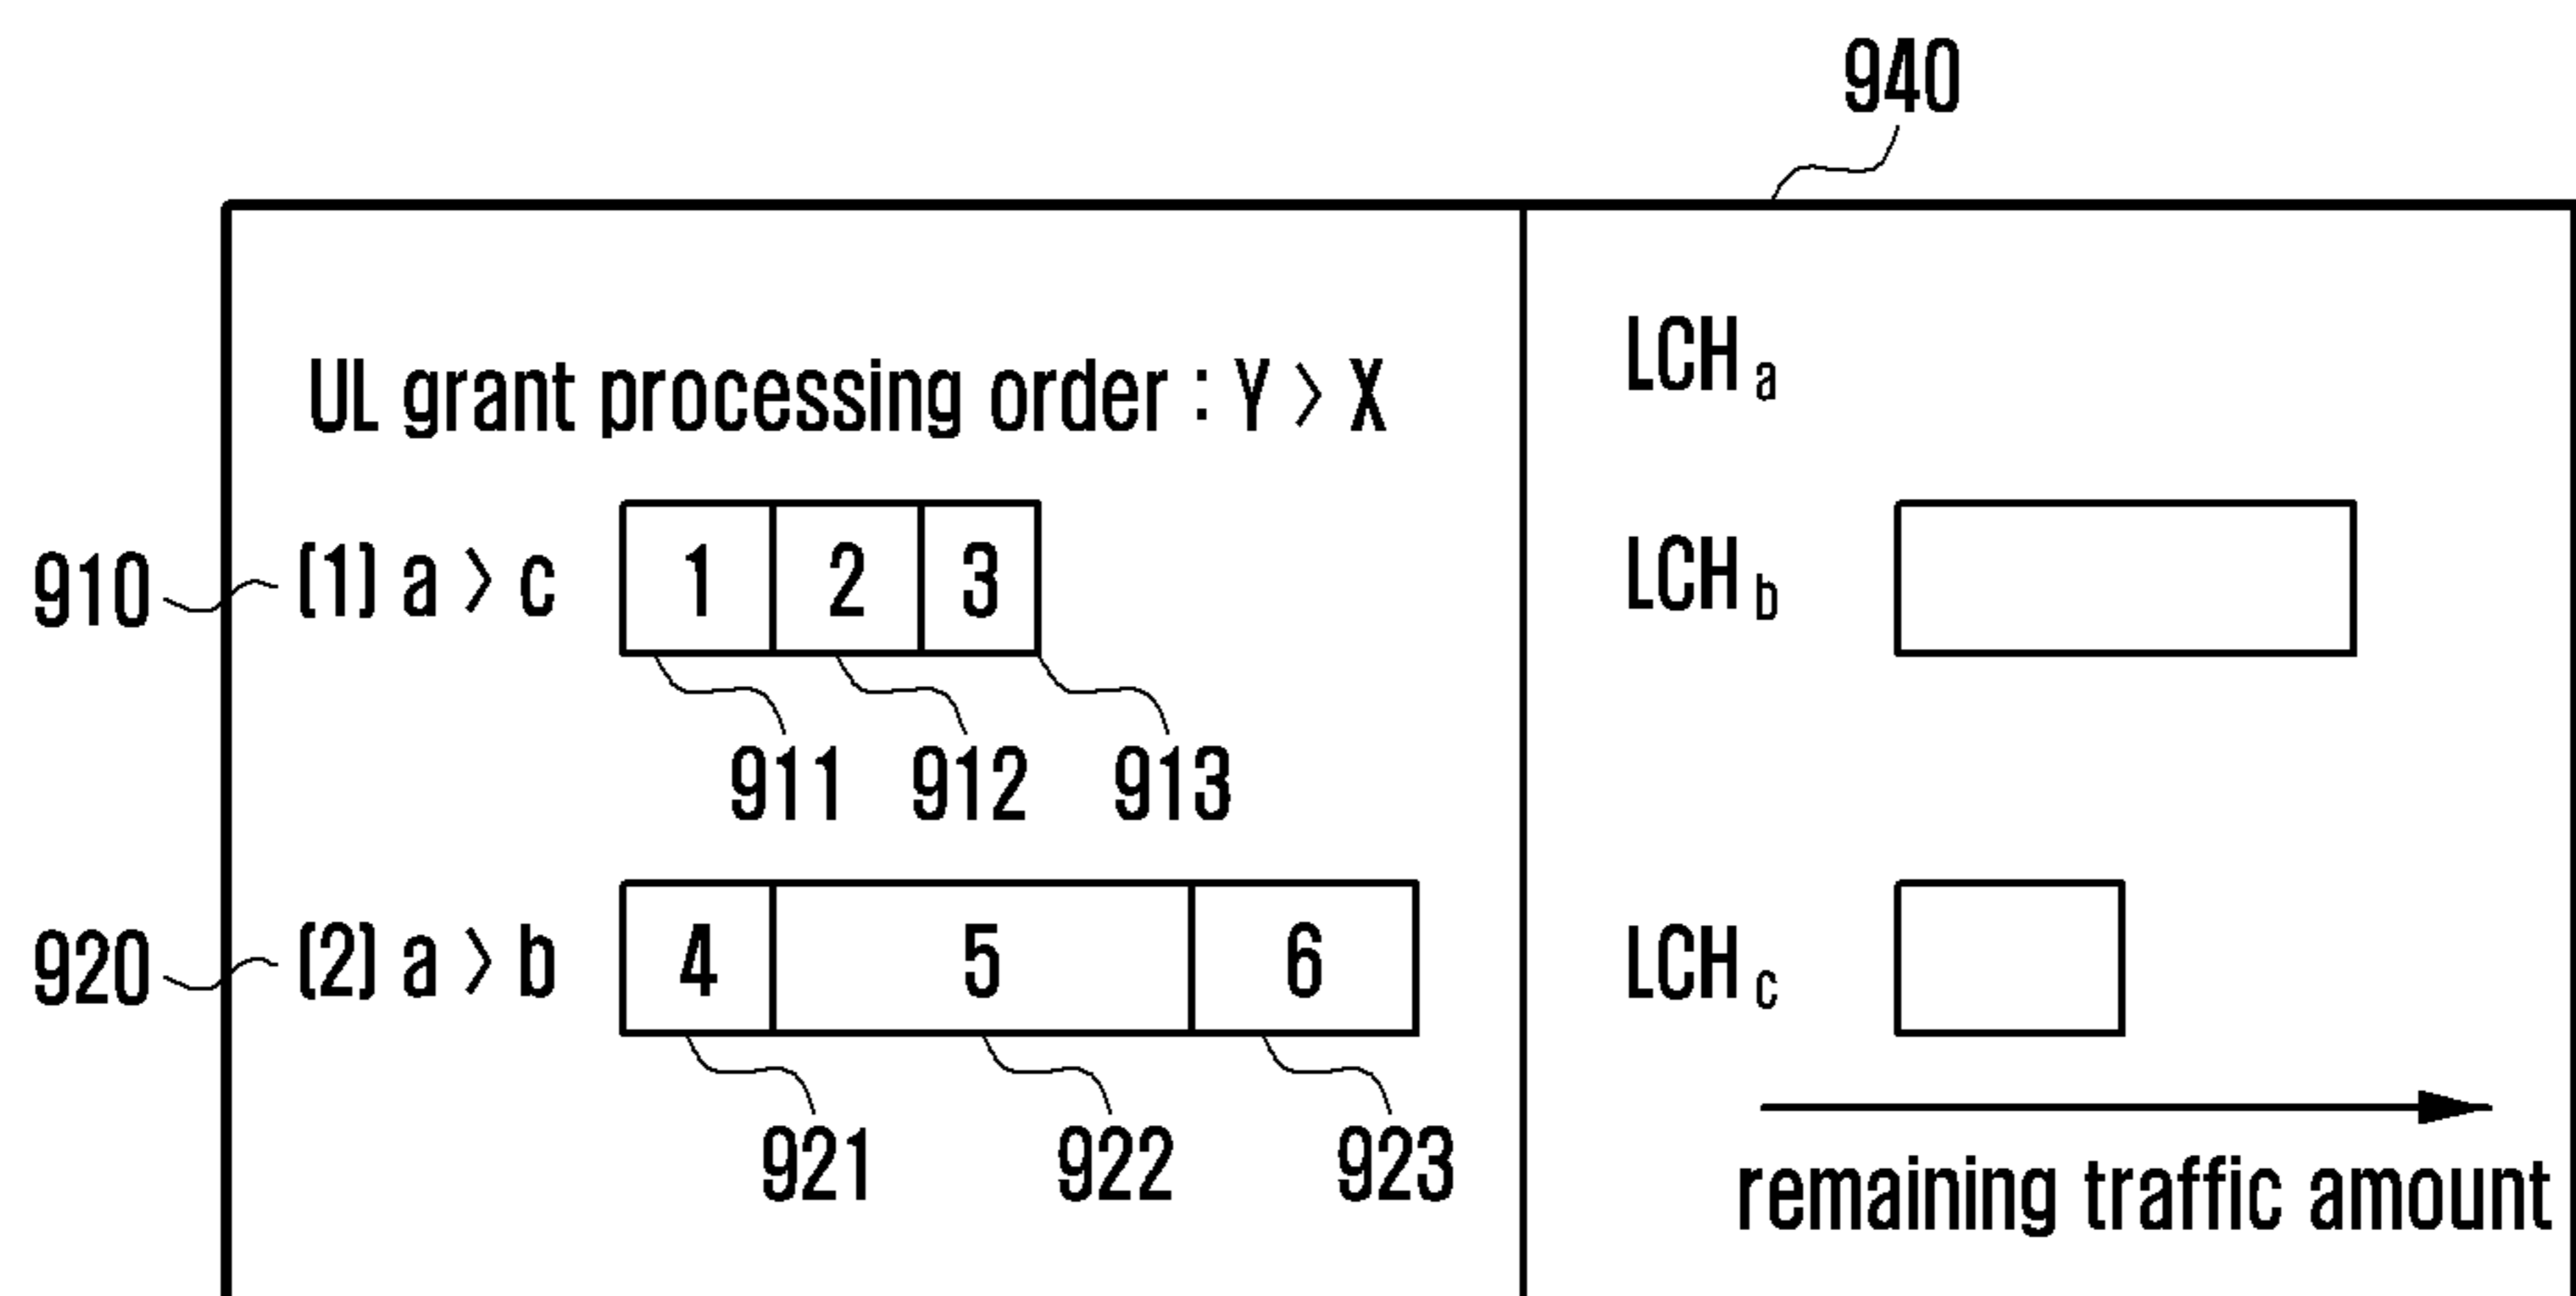 940
UL grant processing order : Y > X
910 (1) a > c 1 2 3
911 912 913
920 (2) a > b 4 5 6
921 922 923
LCH a
LCH b
LCH c
remaining traffic amount